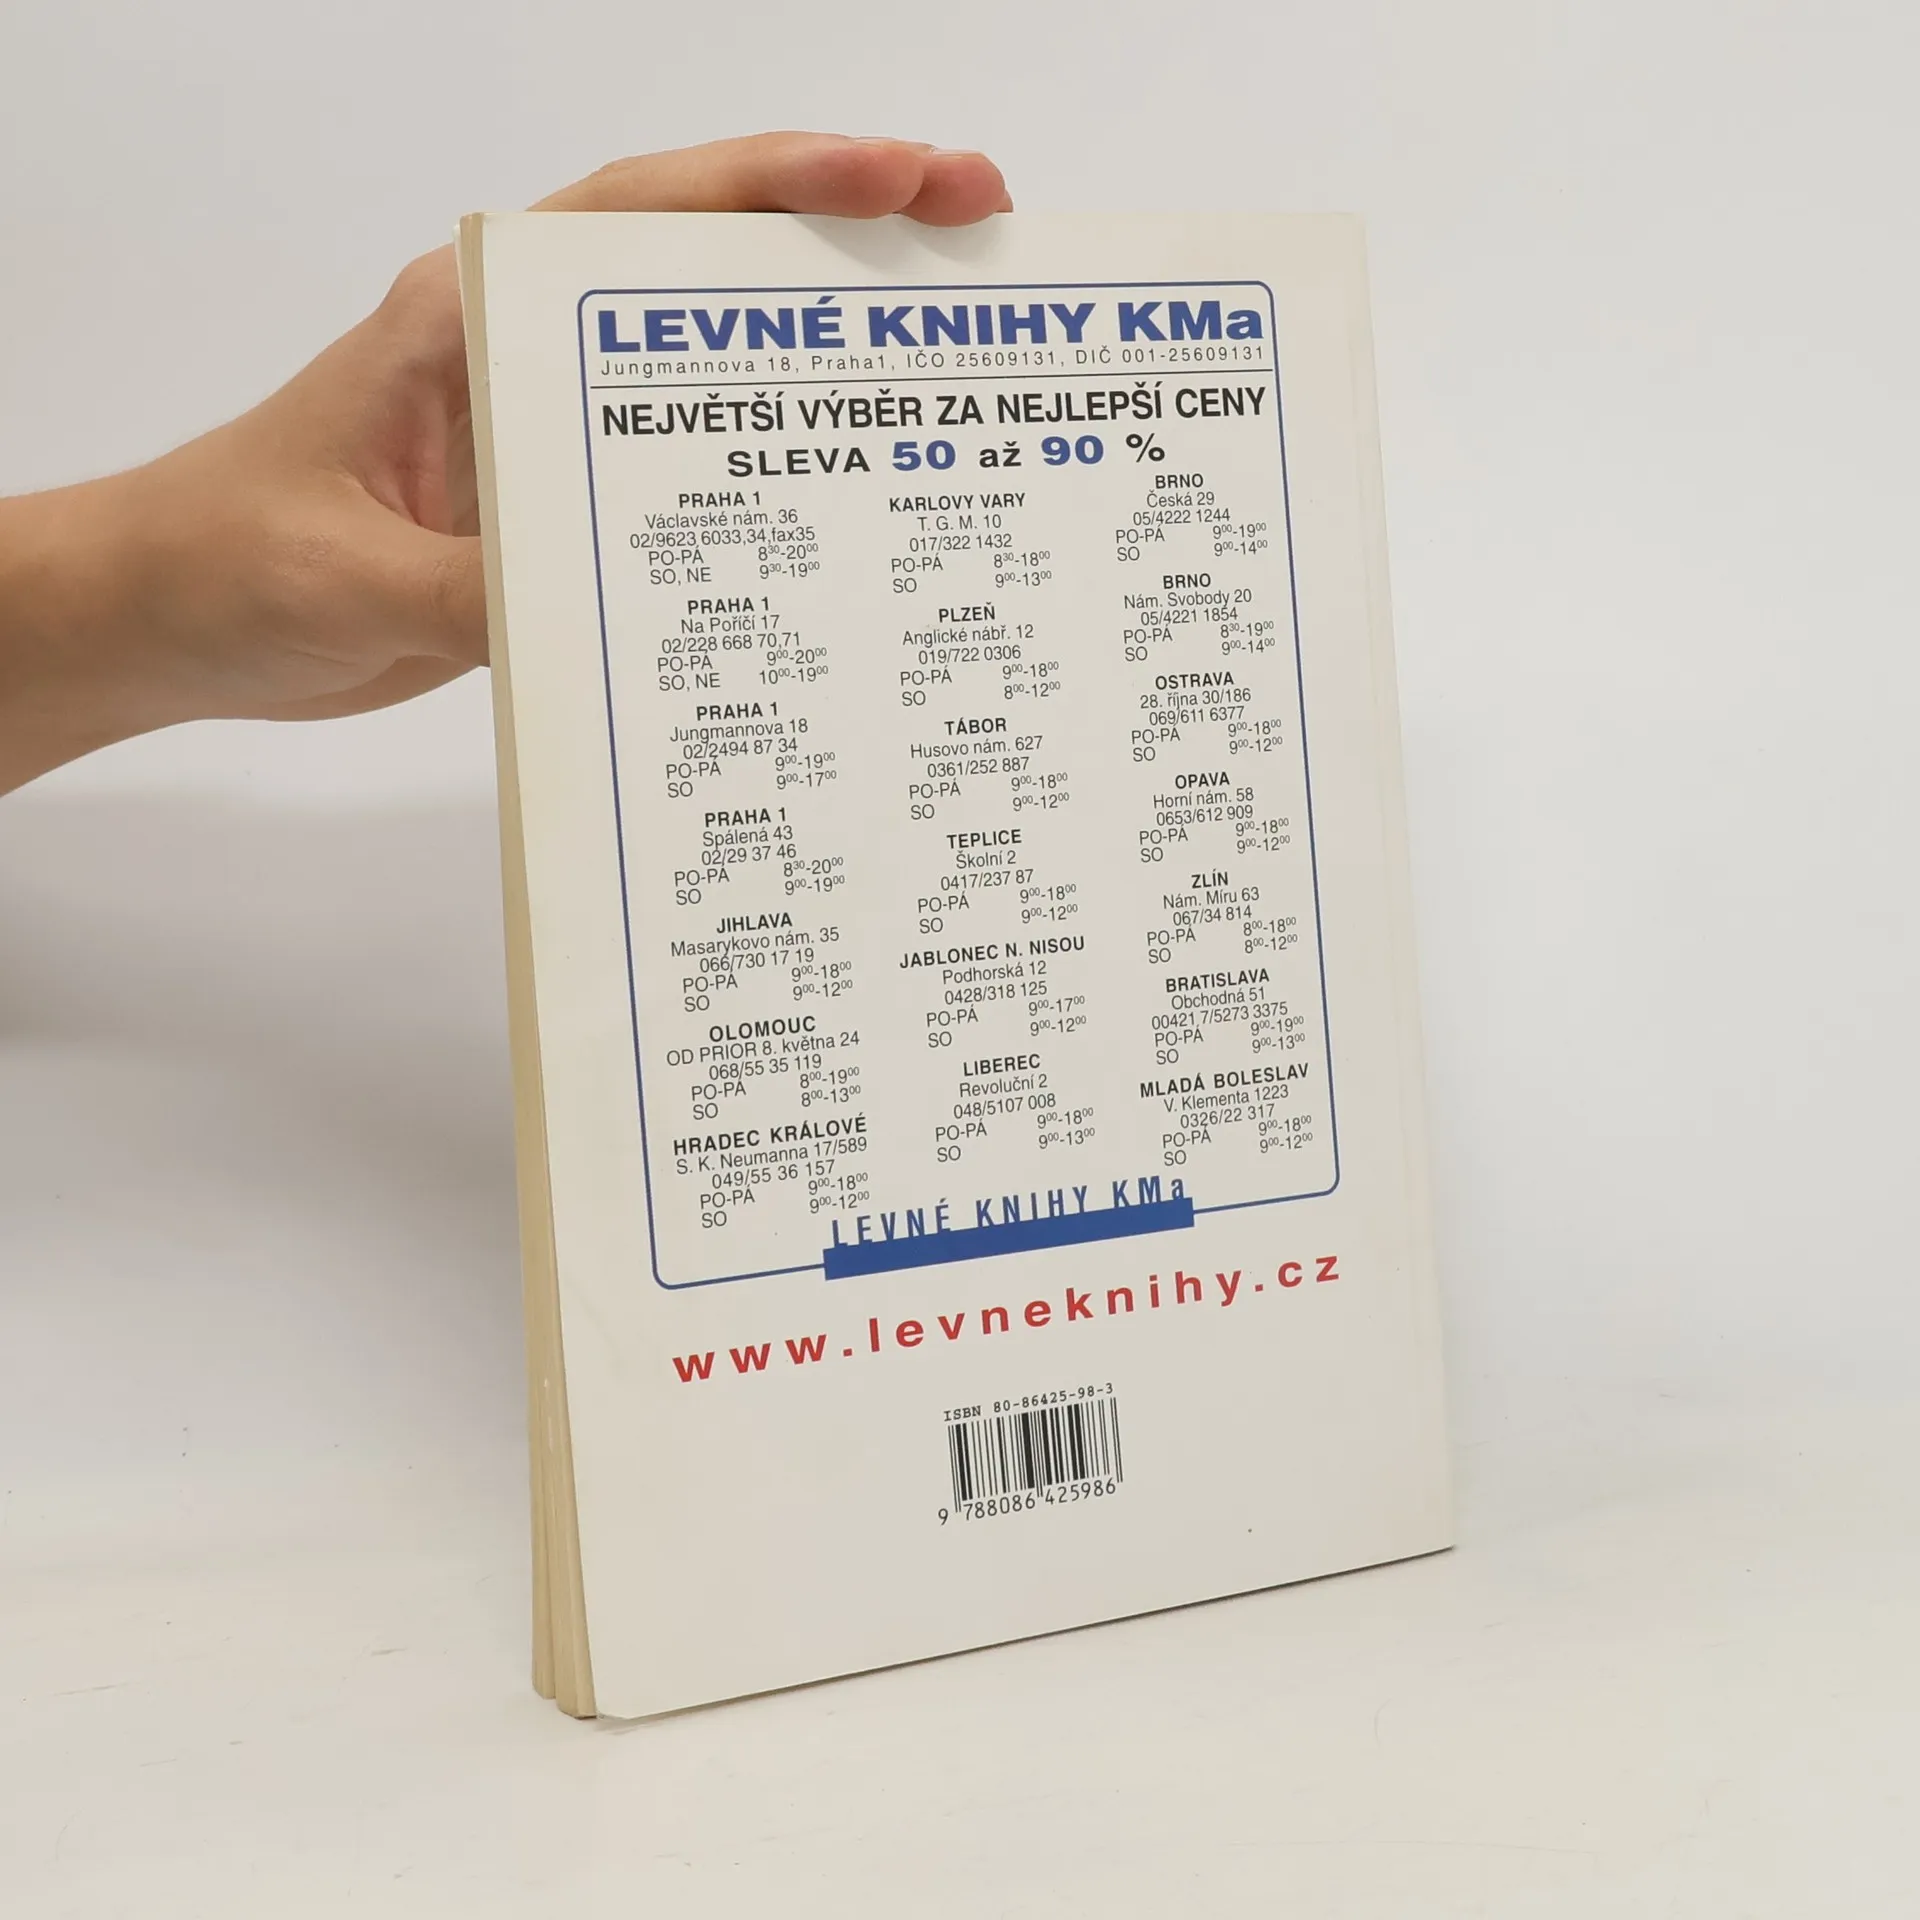 LEVNÉ KNIHY KMa
Jungmannova 18, Praha1, IČO 25609131, DIČ 001-25609131
NEJVĚTŠÍ VÝBĚR ZA NEJLEPŠÍ CENY
SLEVA 50 až 90 %
PRAHA 1
Václavské nám. 36
02/9623 6033,34,fax35
PO-PÁ 8³⁰-20⁰⁰
SO, NE 9³⁰-19⁰⁰
PRAHA 1
Na Poříčí 17
02/228 668 70,71
PO-PÁ 9⁰⁰-20⁰⁰
SO, NE 10⁰⁰-19⁰⁰
PRAHA 1
Jungmannova 18
02/2494 87 34
PO-PÁ 9⁰⁰-19⁰⁰
SO 9⁰⁰-17⁰⁰
PRAHA 1
Spálená 43
02/29 37 46
PO-PÁ 8³⁰-20⁰⁰
SO 9⁰⁰-19⁰⁰
JIHLAVA
Masarykovo nám. 35
066/730 17 19
PO-PÁ 9⁰⁰-18⁰⁰
SO 9⁰⁰-12⁰⁰
OLOMOUC
OD PRIOR 8. května 24
068/55 35 119
PO-PÁ 8⁰⁰-19⁰⁰
SO 8⁰⁰-13⁰⁰
HRADEC KRÁLOVÉ
S. K. Neumanna 17/589
049/55 36 157
PO-PÁ 9⁰⁰-18⁰⁰
SO 9⁰⁰-12⁰⁰
KARLOVY VARY
T. G. M. 10
017/322 1432
PO-PÁ 8³⁰-18⁰⁰
SO 9⁰⁰-13⁰⁰
PLZEŇ
Anglické nábř. 12
019/722 0306
PO-PÁ 9⁰⁰-18⁰⁰
SO 8⁰⁰-12⁰⁰
TÁBOR
Husovo nám. 627
0361/252 887
PO-PÁ 9⁰⁰-18⁰⁰
SO 9⁰⁰-12⁰⁰
TEPLICE
Školní 2
0417/237 87
PO-PÁ 9⁰⁰-18⁰⁰
SO 9⁰⁰-12⁰⁰
JABLONEC N. NISOU
Podhorská 12
0428/318 125
PO-PÁ 9⁰⁰-17⁰⁰
SO 9⁰⁰-12⁰⁰
LIBEREC
Revoluční 2
048/5107 008
PO-PÁ 9⁰⁰-18⁰⁰
SO 9⁰⁰-13⁰⁰
BRNO
Česká 29
05/4222 1244
PO-PÁ 9⁰⁰-19⁰⁰
SO 9⁰⁰-14⁰⁰
BRNO
Nám. Svobody 20
05/4221 1854
PO-PÁ 8³⁰-19⁰⁰
SO 9⁰⁰-14⁰⁰
OSTRAVA
28. října 30/186
069/611 6377
PO-PÁ 9⁰⁰-18⁰⁰
SO 9⁰⁰-12⁰⁰
OPAVA
Horní nám. 58
0653/612 909
PO-PÁ 9⁰⁰-18⁰⁰
SO 9⁰⁰-12⁰⁰
ZLÍN
Nám. Míru 63
067/34 814
PO-PÁ 8⁰⁰-18⁰⁰
SO 8⁰⁰-12⁰⁰
BRATISLAVA
Obchodná 51
00421 7/5273 3375
PO-PÁ 9⁰⁰-19⁰⁰
SO 9⁰⁰-13⁰⁰
MLADÁ BOLESLAV
V. Klementa 1223
0326/22 317
PO-PÁ 9⁰⁰-18⁰⁰
SO 9⁰⁰-12⁰⁰
LEVNÉ KNIHY KMa
www.levneknihy.cz
ISBN 80-86425-98-3
9 788086 425986